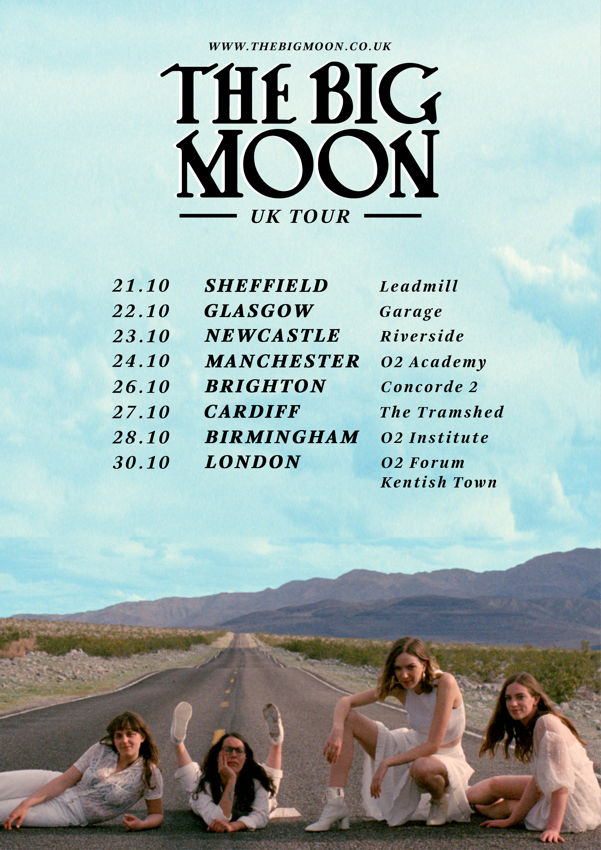 WWW.THEBIGMOON.CO.UK
THE BIG
MOON
UK TOUR
21.10 SHEFFIELD Leadmill
22.10 GLASGOW Garage
23.10 NEWCASTLE Riverside
24.10 MANCHESTER O2 Academy
26.10 BRIGHTON Concorde 2
27.10 CARDIFF The Tramshed
28.10 BIRMINGHAM O2 Institute
30.10 LONDON O2 Forum
Kentish Town